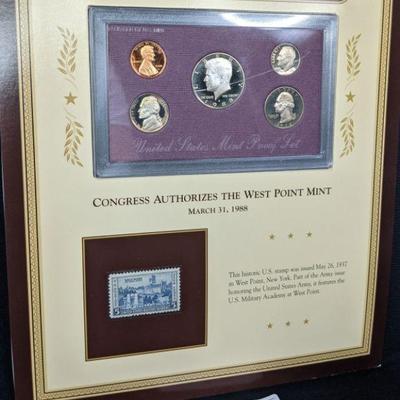 United States Mint Proof Set
CONGRESS AUTHORIZES THE WEST POINT MINT
MARCH 31, 1988
This historic U.S. stamp was issued May 26, 1937
in West Point, New York. Part of the Army issue
honoring the United States Army, it features the
U.S. Military Academy at West Point.